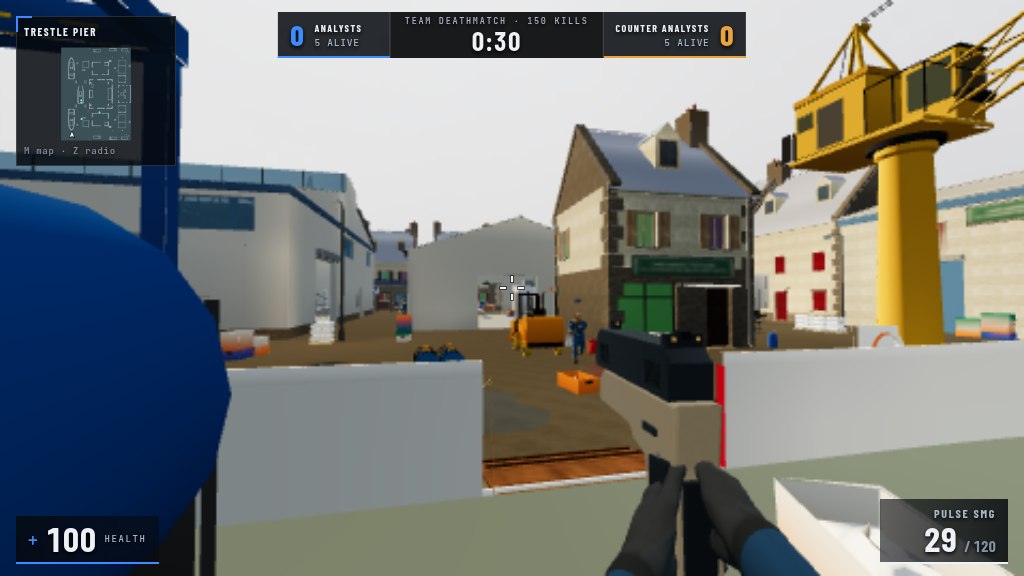 TRESTLE PIER
M map · Z radio
0 ANALYSTS
5 ALIVE
TEAM DEATHMATCH · 150 KILLS
0:30
COUNTER ANALYSTS 0
5 ALIVE
+ 100 HEALTH
PULSE SMG
29 / 120